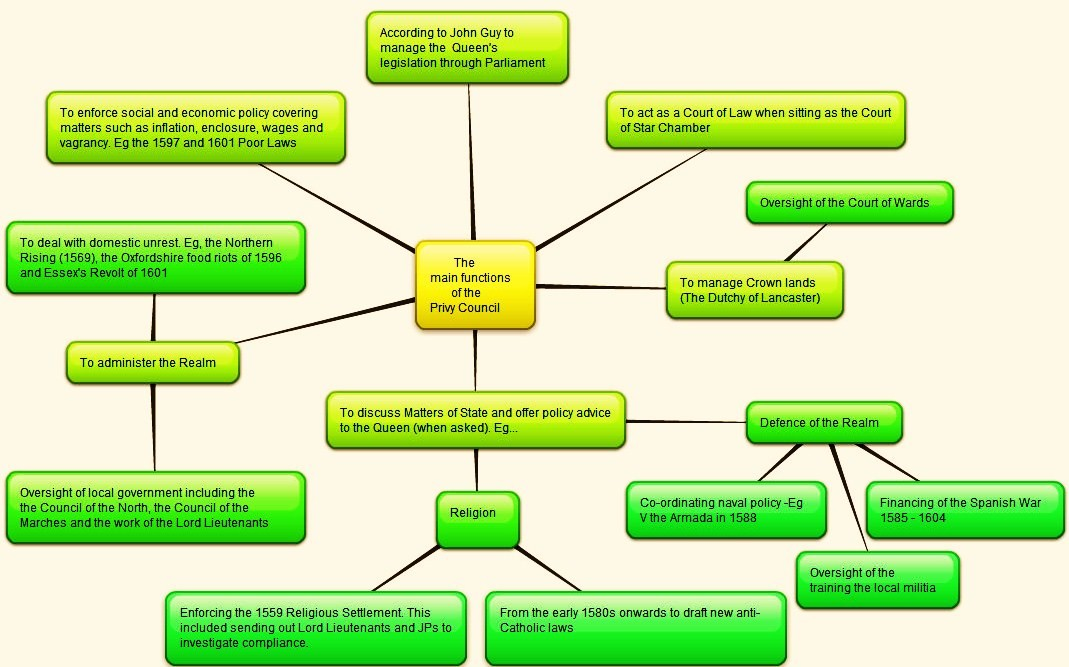 According to John Guy to
manage the Queen's
legislation through Parliament
To enforce social and economic policy covering
matters such as inflation, enclosure, wages and
vagrancy. Eg the 1597 and 1601 Poor Laws
To act as a Court of Law when sitting as the Court
of Star Chamber
Oversight of the Court of Wards
To deal with domestic unrest. Eg, the Northern
Rising (1569), the Oxfordshire food riots of 1596
and Essex's Revolt of 1601
The
main functions
of the
Privy Council
To manage Crown lands
(The Dutchy of Lancaster)
To administer the Realm
To discuss Matters of State and offer policy advice
to the Queen (when asked). Eg...
Defence of the Realm
Oversight of local government including the
the Council of the North, the Council of the
Marches and the work of the Lord Lieutenants
Religion
Co-ordinating naval policy -Eg
V the Armada in 1588
Financing of the Spanish War
1585 - 1604
Oversight of the
training the local militia
Enforcing the 1559 Religious Settlement. This
included sending out Lord Lieutenants and JPs to
investigate compliance.
From the early 1580s onwards to draft new anti-
Catholic laws